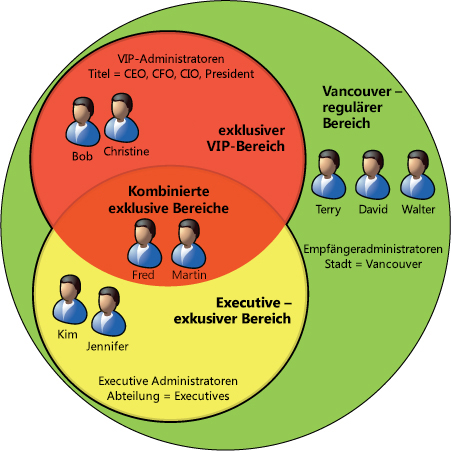 VIP-Administratoren
Titel = CEO, CFO, CIO, President
Bob
Christine
exklusiver
VIP-Bereich
Vancouver –
regulärer
Bereich
Terry
David
Walter
Empfängeradministratoren
Stadt = Vancouver
Kombinierte
exklusive Bereiche
Fred
Martin
Kim
Jennifer
Executive –
exkusiver Bereich
Executive Administratoren
Abteilung = Executives